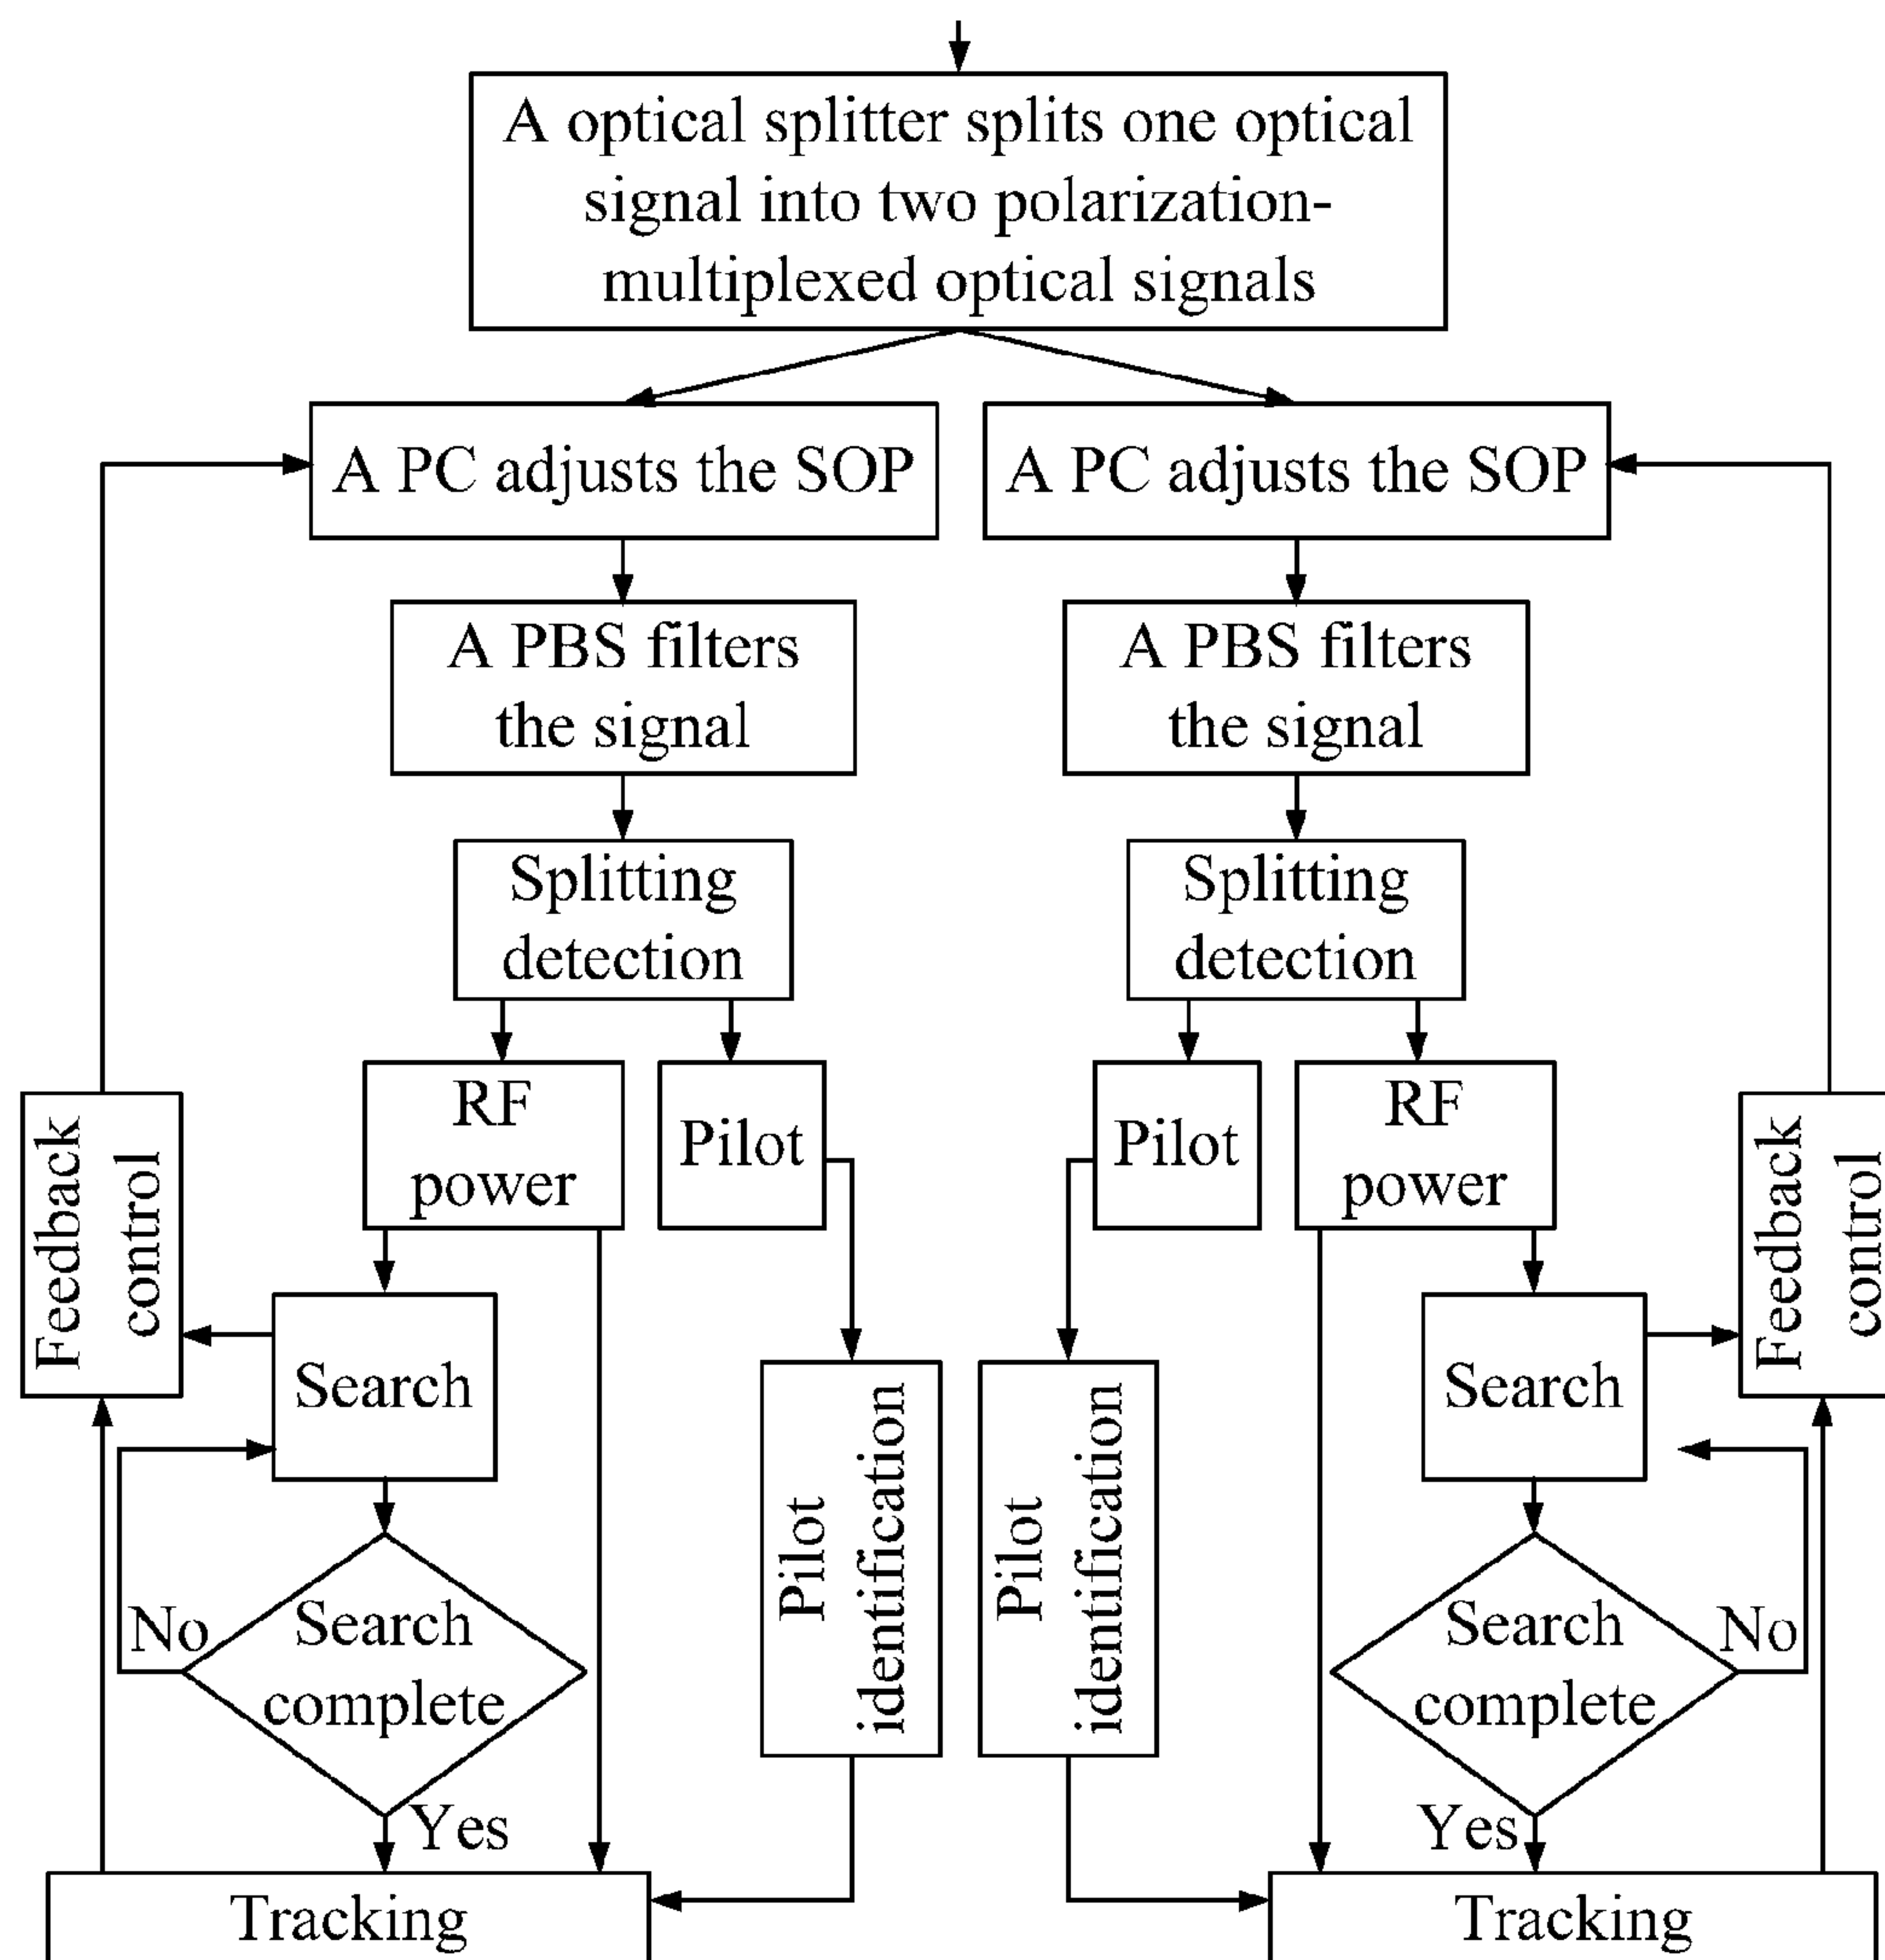 A optical splitter splits one optical
signal into two polarization-
multiplexed optical signals
A PC adjusts the SOP
A PC adjusts the SOP
A PBS filters
the signal
A PBS filters
the signal
Splitting
detection
Splitting
detection
RF
power
Pilot
Pilot
RF
power
Feedback
control
Feedback
control
Search
Search
Pilot
identification
Pilot
identification
No
Search
complete
Search
complete
No
Yes
Yes
Tracking
Tracking